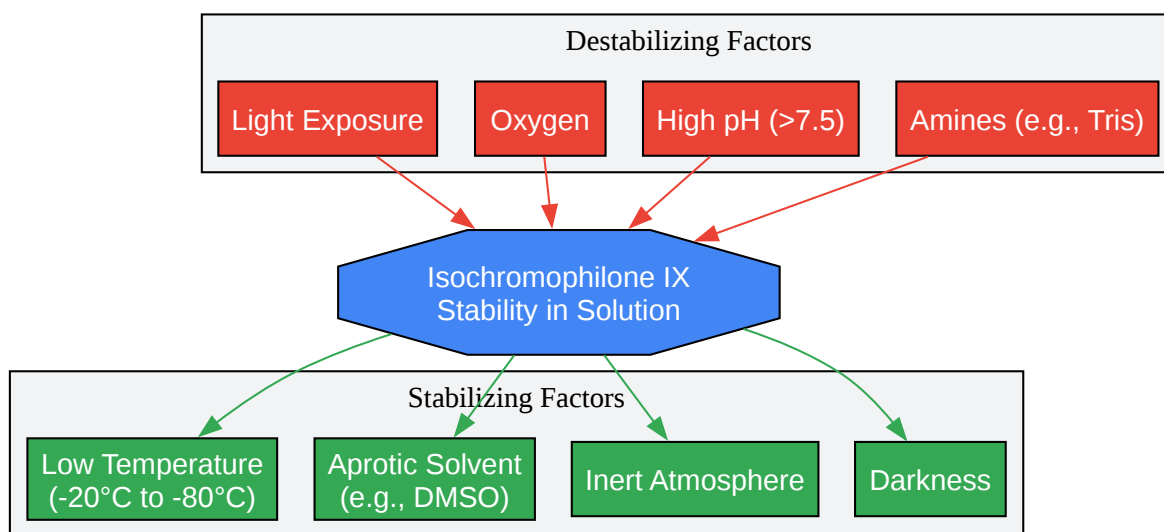 Destabilizing Factors
Light Exposure
Oxygen
High pH (>7.5)
Amines (e.g., Tris)
Isochromophilone IX
Stability in Solution
Stabilizing Factors
Low Temperature
(-20°C to -80°C)
Aprotic Solvent
(e.g., DMSO)
Inert Atmosphere
Darkness